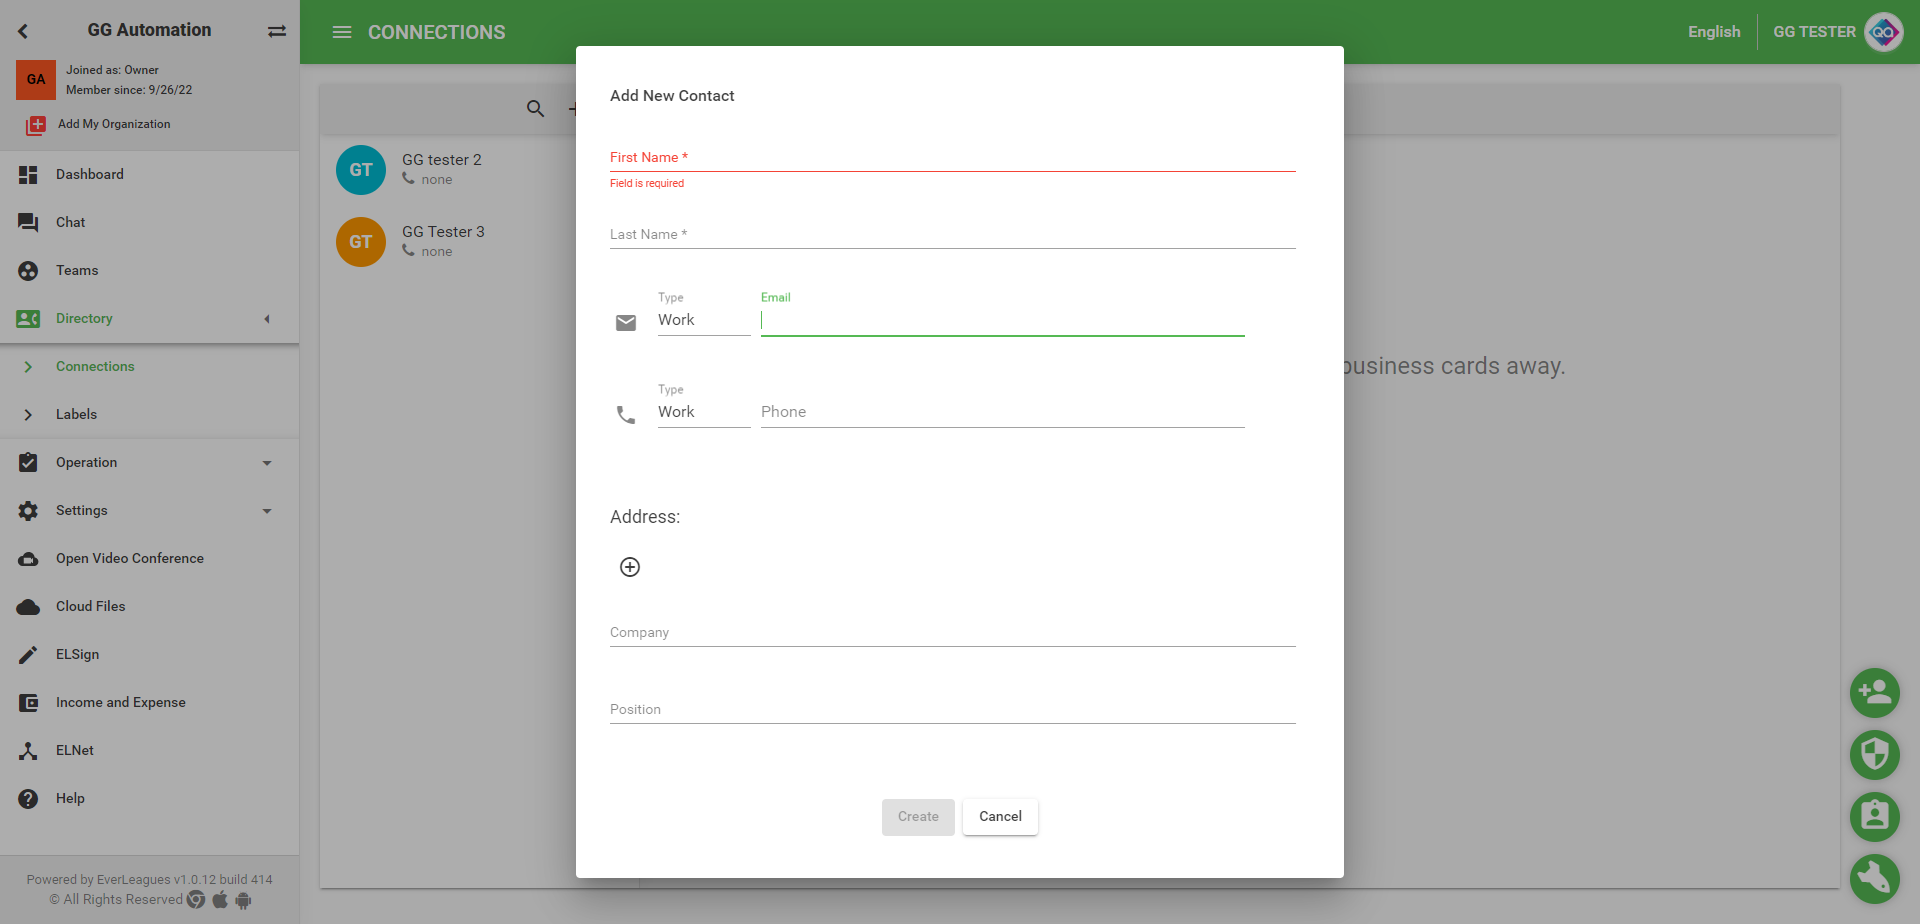 GG Automation
GA
Joined as: Owner
Member since: 9/26/22
Add My Organization
Dashboard
Chat
Teams
Directory
Connections
Labels
Operation
Settings
Open Video Conference
Cloud Files
ELSign
Income and Expense
ELNet
Help
Powered by EverLeagues v1.0.12 build 414
© All Rights Reserved
CONNECTIONS
English
GG TESTER
QA
GT
GG tester 2
none
GT
GG Tester 3
none
business cards away.
Add New Contact
First Name *
Field is required
Last Name *
Type
Work
Email
Type
Work
Phone
Address:
Company
Position
Create
Cancel